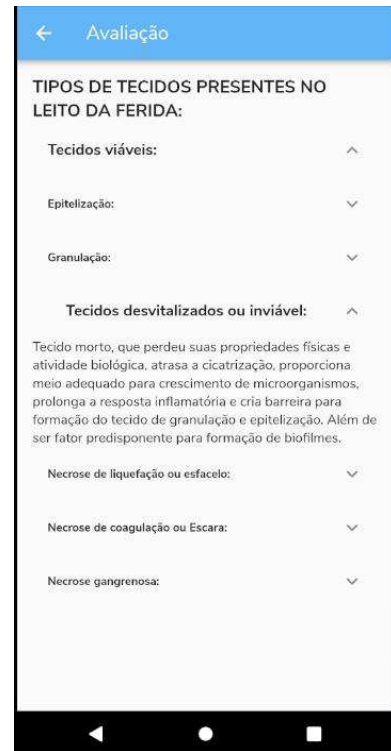 Avaliação
TIPOS DE TECIDOS PRESENTES NO
LEITO DA FERIDA:
Tecidos viáveis:
Epitelização:
Granulação:
Tecidos desvitalizados ou inviável:
Tecido morto, que perdeu suas propriedades físicas e
atividade biológica, atrasa a cicatrização, proporciona
meio adequado para crescimento de microorganismos,
prolonga a resposta inflamatória e cria barreira para
formação do tecido de granulação e epitelização. Além de
ser fator predisponente para formação de biofilmes.
Necrose de liquefação ou esfacelo:
Necrose de coagulação ou Escara:
Necrose gangrenosa: